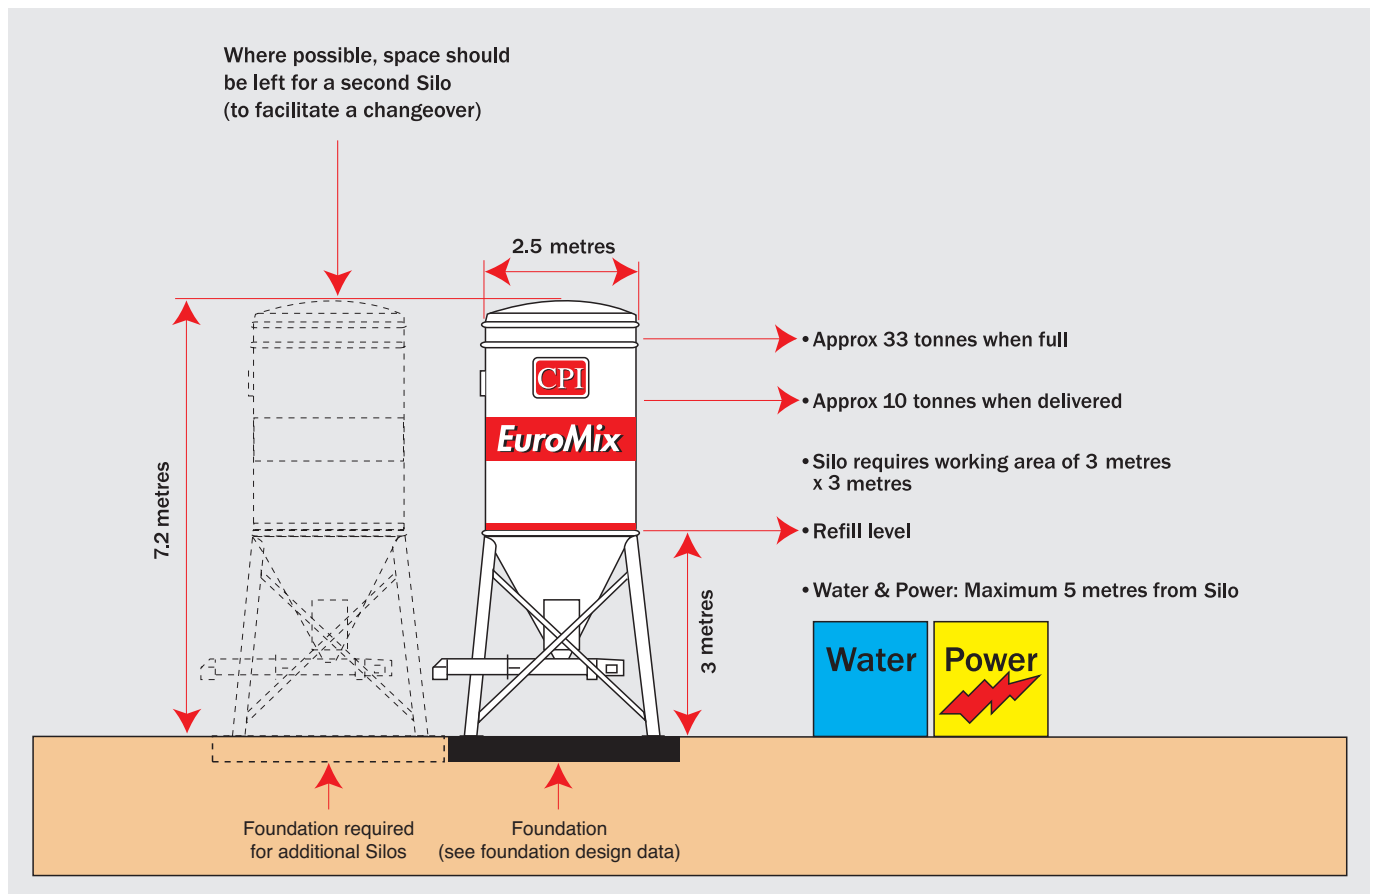 Where possible, space should
be left for a second Silo
(to facilitate a changeover)
2.5 metres
• Approx 33 tonnes when full
CPI
• Approx 10 tonnes when delivered
EuroMix
• Silo requires working area of 3 metres
x 3 metres
7.2 metres
• Refill level
• Water & Power: Maximum 5 metres from Silo
3 metres
Water
Power
Foundation required
for additional Silos
Foundation
(see foundation design data)